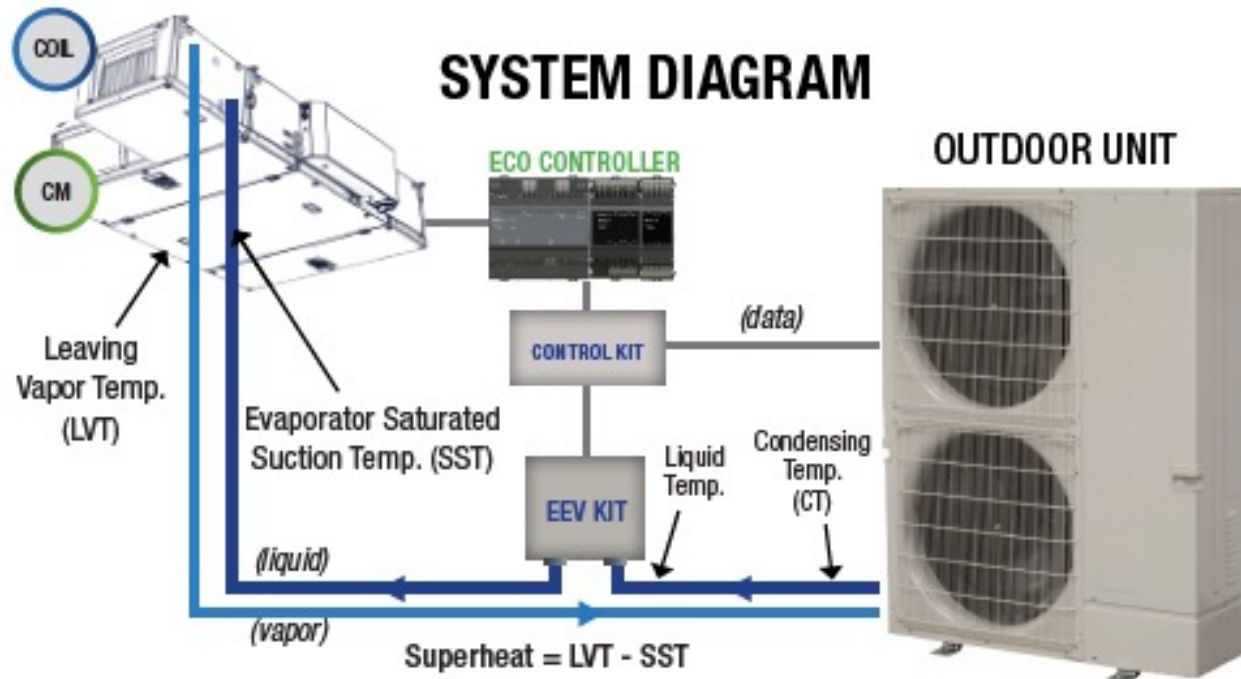 COIL
SYSTEM DIAGRAM
OUTDOOR UNIT
ECO CONTROLLER
CM
(data)
CONTROL KIT
Leaving
Vapor Temp.
(LVT)
Evaporator Saturated
Suction Temp. (SST)
Liquid
Temp.
Condensing
Temp.
(CT)
EEV KIT
(liquid)
(vapor)
Superheat = LVT - SST